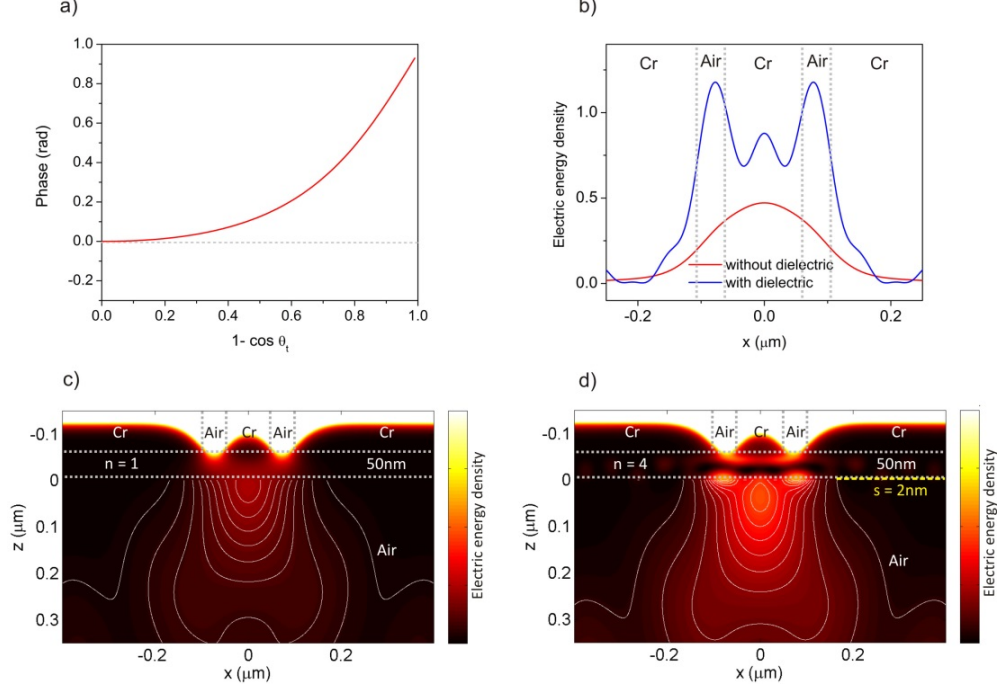 a)
1.0
0.8
0.6
0.4
0.2
0.0
-0.2
Phase (rad)
0.0 0.2 0.4 0.6 0.8 1.0
1- cos θt
b)
Cr Air Cr Air Cr
1.0
0.5
0.0
Electric energy density
without dielectric
with dielectric
-0.2 0.0 0.2
x (μm)
c)
Cr Air Cr Air Cr
n = 1 50nm
Air
-0.1
0
0.1
0.2
0.3
z (μm)
-0.2 0 0.2
x (μm)
Electric energy density
d)
Cr Air Cr Air Cr
n = 4 50nm
s = 2nm
Air
-0.1
0
0.1
0.2
0.3
z (μm)
-0.2 0 0.2
x (μm)
Electric energy density